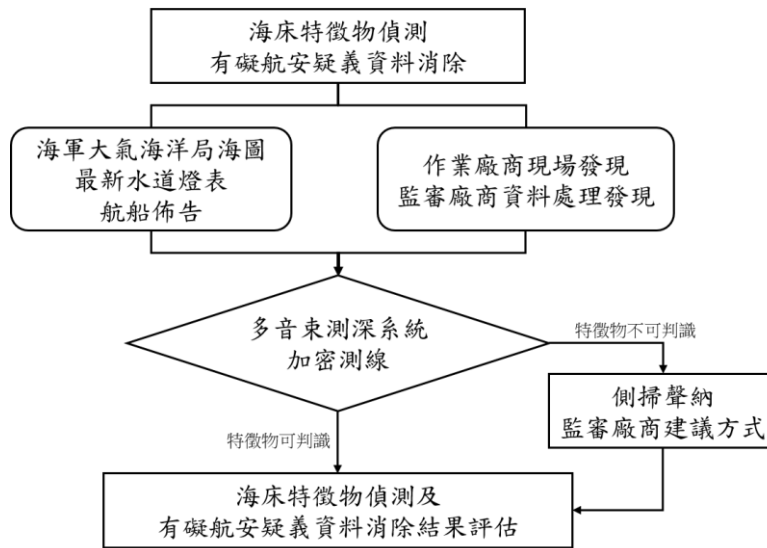 海床特徵物偵測
有礙航安疑義資料消除
海軍大氣海洋局海圖
最新水道燈表
航船佈告
作業廠商現場發現
監審廠商資料處理發現
多音束測深系統
加密測線
特徵物不可判識
側掃聲納
監審廠商建議方式
特徵物可判識
海床特徵物偵測及
有礙航安疑義資料消除結果評估